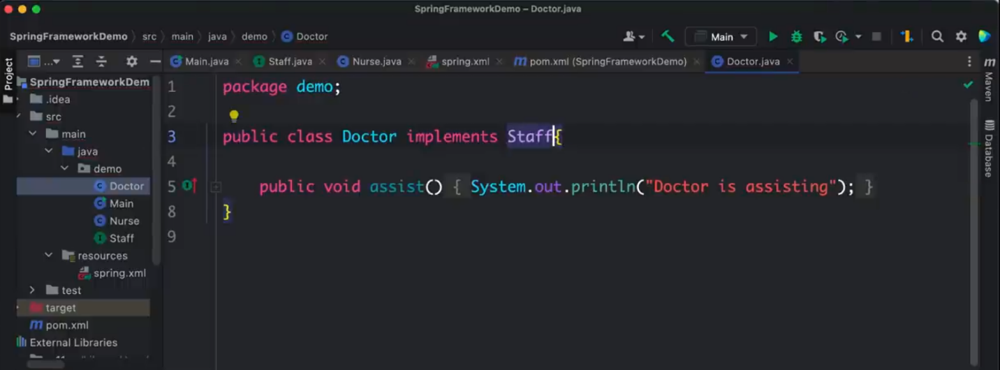 SpringFrameworkDemo – Doctor.java
SpringFrameworkDemo src main java demo Doctor
Main
Project
...
Main.java Staff.java Nurse.java spring.xml pom.xml (SpringFrameworkDemo) Doctor.java
SpringFrameworkDem
.idea
src
main
java
demo
Doctor
Main
Nurse
Staff
resources
spring.xml
test
target
pom.xml
External Libraries
1 package demo;
2
3 public class Doctor implements Staff{
4
5 public void assist() { System.out.println("Doctor is assisting"); }
8 }
9
Maven
Database